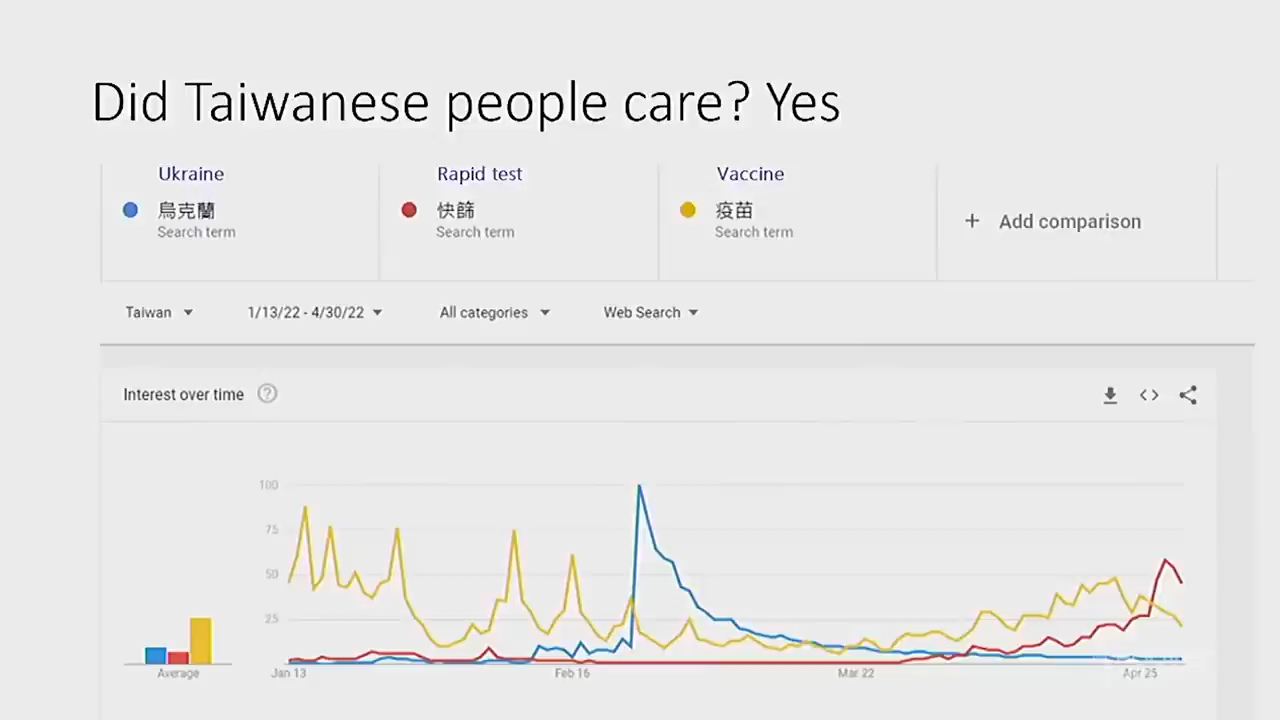 Did Taiwanese people care? Yes
Ukraine
烏克蘭
Search term
Rapid test
快篩
Search term
Vaccine
疫苗
Search term
+ Add comparison
Taiwan
1/13/22 - 4/30/22
All categories
Web Search
Interest over time
?
100
75
50
25
Average
Jan 13
Feb 16
Mar 22
Apr 25